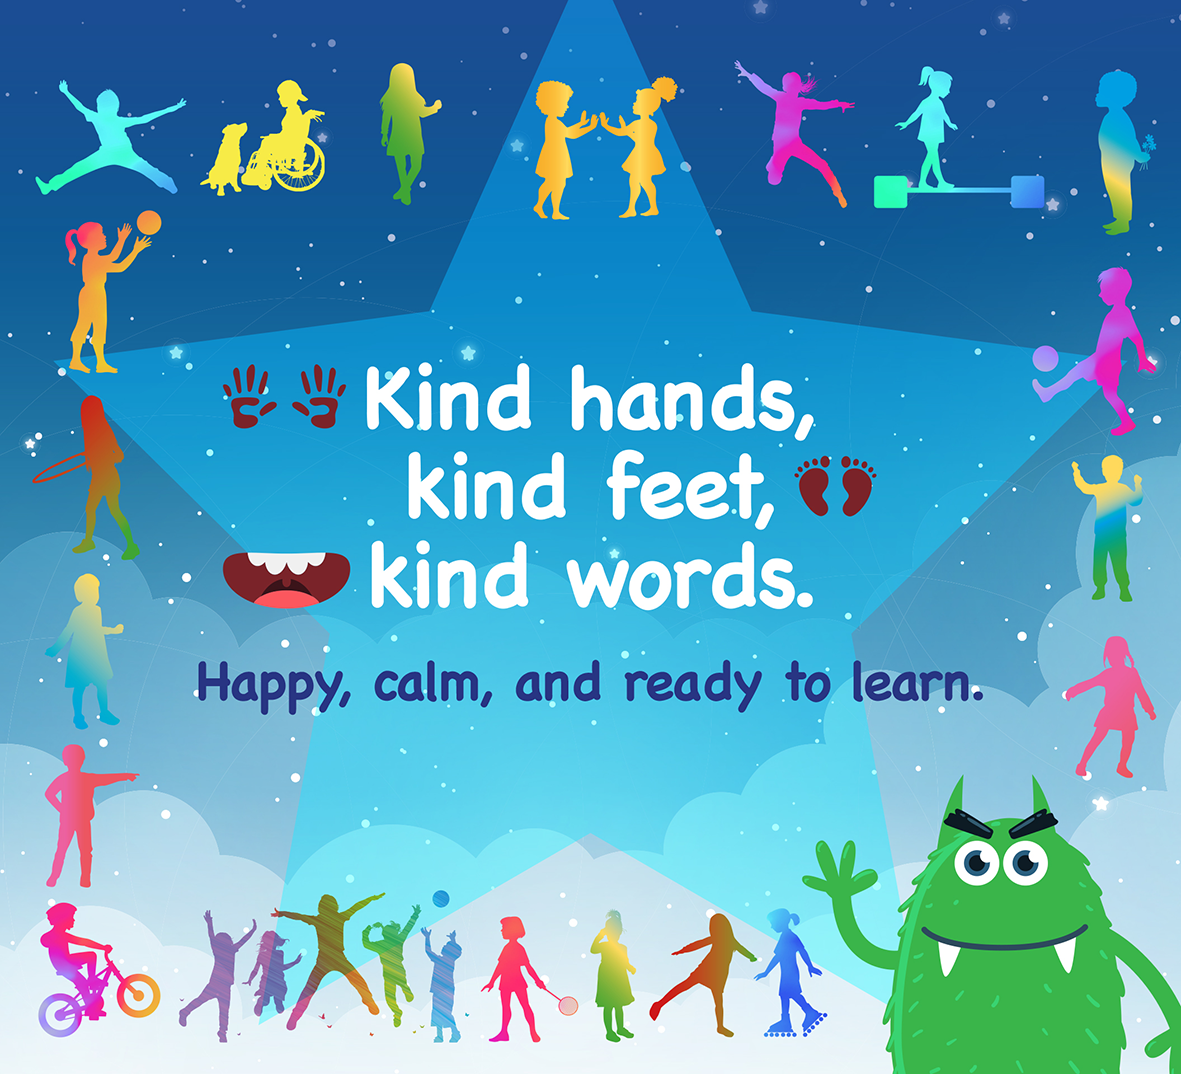 Kind hands,
kind feet,
kind words.
Happy, calm, and ready to learn.